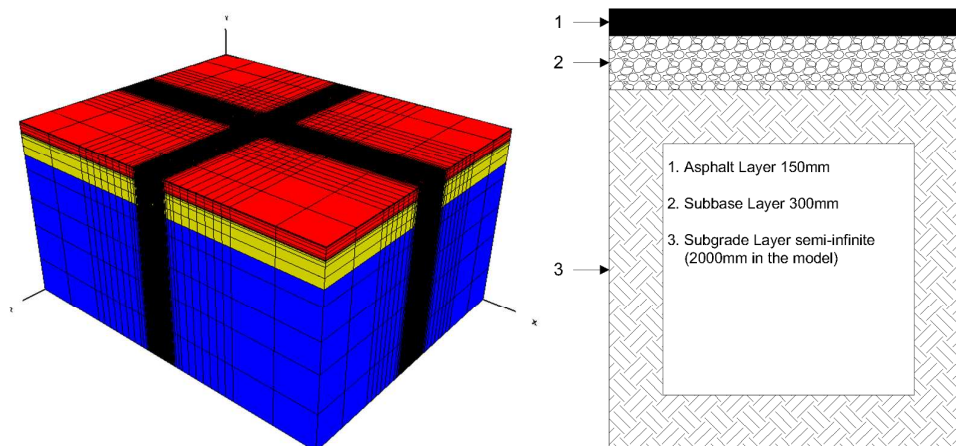 Y
Z
X
1
2
3
1. Asphalt Layer 150mm
2. Subbase Layer 300mm
3. Subgrade Layer semi-infinite
(2000mm in the model)